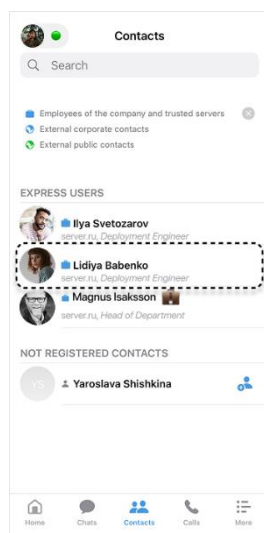 Contacts
Search
Employees of the company and trusted servers
External corporate contacts
External public contacts
EXPRESS USERS
Ilya Svetozarov
server.ru, Deployment Engineer
Lidiya Babenko
server.ru, Deployment Engineer
Magnus Isaksson
server.ru, Head of Department
NOT REGISTERED CONTACTS
YS
Yaroslava Shishkina
Home Chats Contacts Calls More